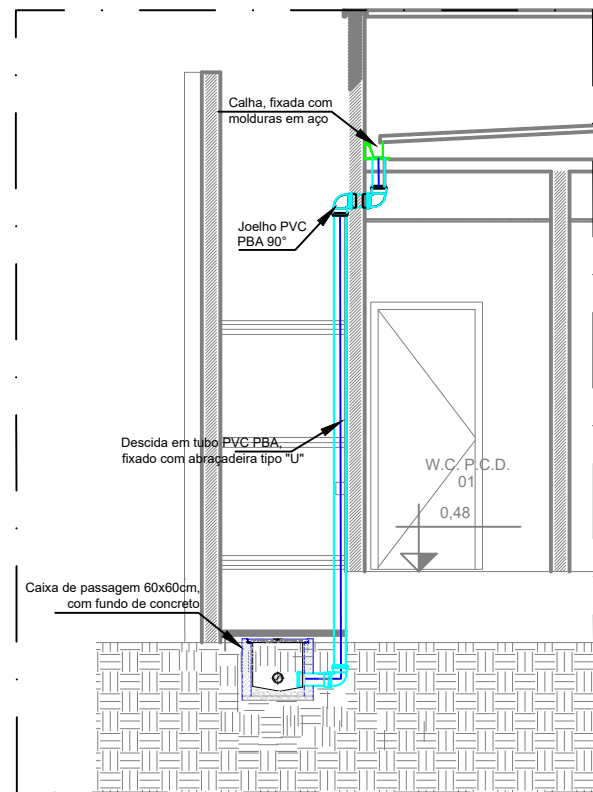 Calha, fixada com
molduras em aço
Joelho PVC
PBA 90°
Descida em tubo PVC PBA,
fixado com abraçadeira tipo "U"
W.C. P.C.D.
01
0,48
Caixa de passagem 60x60cm,
com fundo de concreto